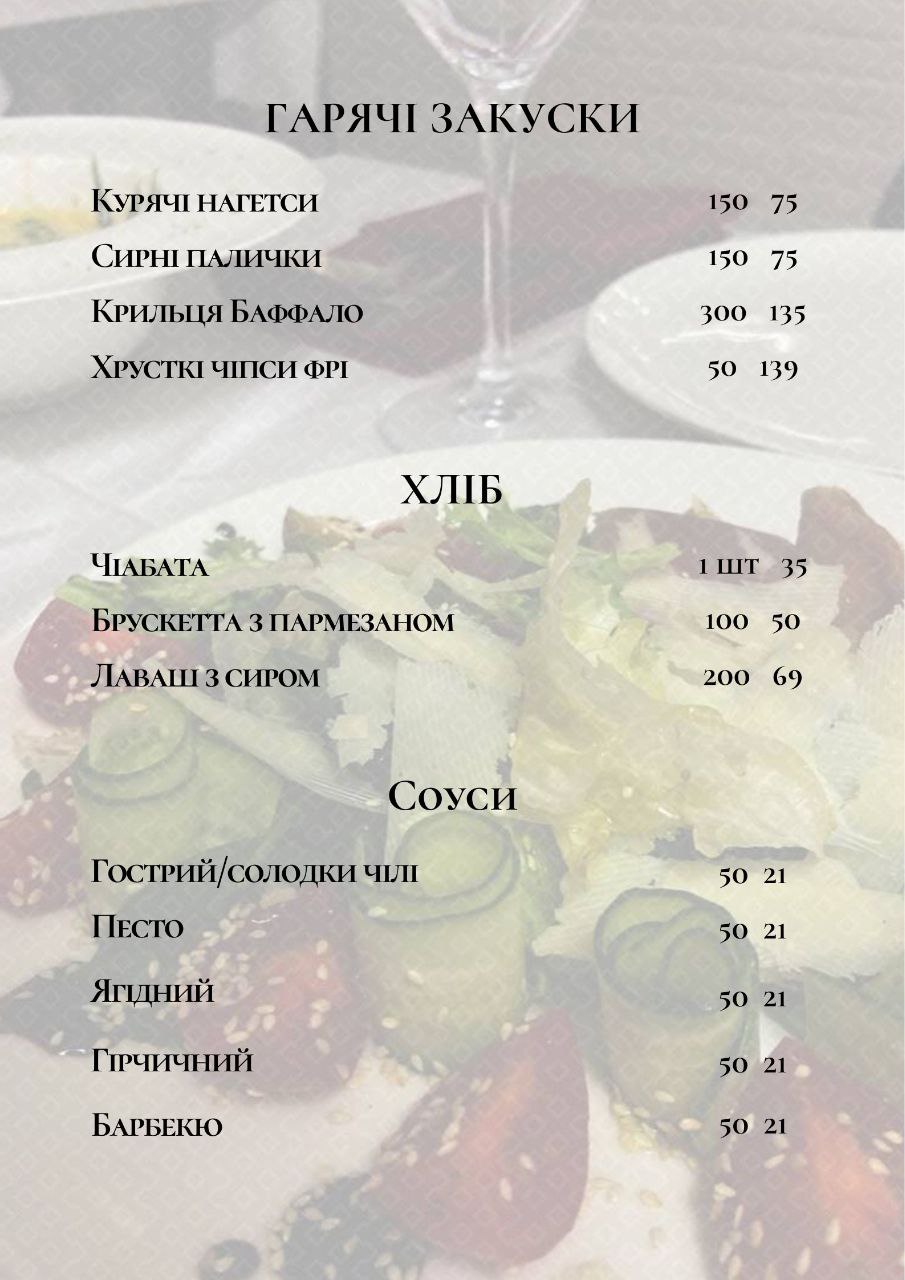 ГАРЯЧІ ЗАКУСКИ
Курячі нагетси 150 75
Сирні палички 150 75
Крильця Баффало 300 135
Хрусткі чіпси фрі 50 139
ХЛІБ
Чіабата 1 шт 35
Брускетта з пармезаном 100 50
Лаваш з сиром 200 69
Соуси
Гострий/солодки чілі 50 21
Песто 50 21
Ягідний 50 21
Гірчичний 50 21
Барбекю 50 21